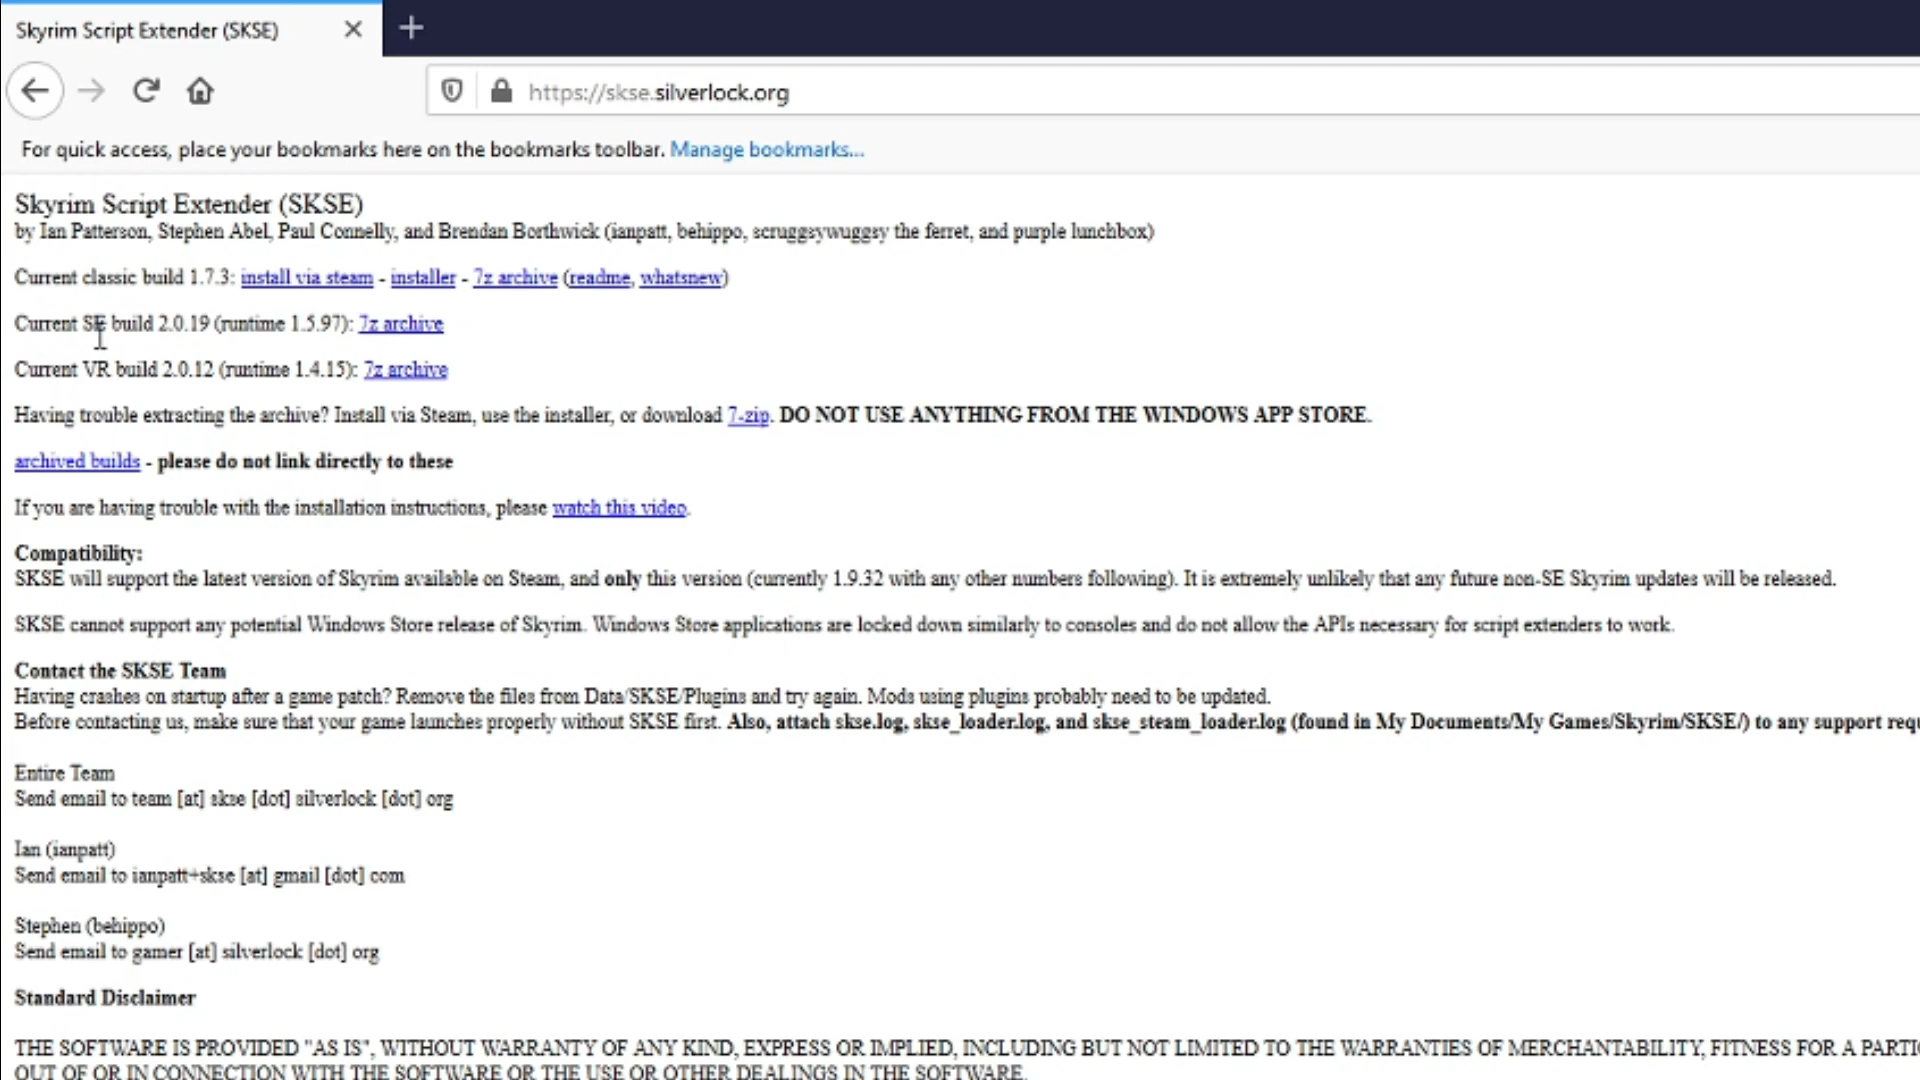 Skyrim Script Extender (SKSE)
https://skse.silverlock.org
For quick access, place your bookmarks here on the bookmarks toolbar. Manage bookmarks...
Skyrim Script Extender (SKSE)
by Ian Patterson, Stephen Abel, Paul Connelly, and Brendan Borthwick (ianpatt, behippo, scruggsywuggsy the ferret, and purple lunchbox)
Current classic build 1.7.3: install via steam - installer - 7z archive (readme, whatsnew)
Current SE build 2.0.19 (runtime 1.5.97): 7z archive
Current VR build 2.0.12 (runtime 1.4.15): 7z archive
Having trouble extracting the archive? Install via Steam, use the installer, or download 7-zip. DO NOT USE ANYTHING FROM THE WINDOWS APP STORE.
archived builds - please do not link directly to these
If you are having trouble with the installation instructions, please watch this video.
Compatibility:
SKSE will support the latest version of Skyrim available on Steam, and only this version (currently 1.9.32 with any other numbers following). It is extremely unlikely that any future non-SE Skyrim updates will be released.
SKSE cannot support any potential Windows Store release of Skyrim. Windows Store applications are locked down similarly to consoles and do not allow the APIs necessary for script extenders to work.
Contact the SKSE Team
Having crashes on startup after a game patch? Remove the files from Data/SKSE/Plugins and try again. Mods using plugins probably need to be updated.
Before contacting us, make sure that your game launches properly without SKSE first. Also, attach skse.log, skse_loader.log, and skse_steam_loader.log (found in My Documents/My Games/Skyrim/SKSE/) to any support requ
Entire Team
Send email to team [at] skse [dot] silverlock [dot] org
Ian (ianpatt)
Send email to ianpatt+skse [at] gmail [dot] com
Stephen (behippo)
Send email to gamer [at] silverlock [dot] org
Standard Disclaimer
THE SOFTWARE IS PROVIDED "AS IS", WITHOUT WARRANTY OF ANY KIND, EXPRESS OR IMPLIED, INCLUDING BUT NOT LIMITED TO THE WARRANTIES OF MERCHANTABILITY, FITNESS FOR A PARTIC
OUT OF OR IN CONNECTION WITH THE SOFTWARE OR THE USE OR OTHER DEALINGS IN THE SOFTWARE.